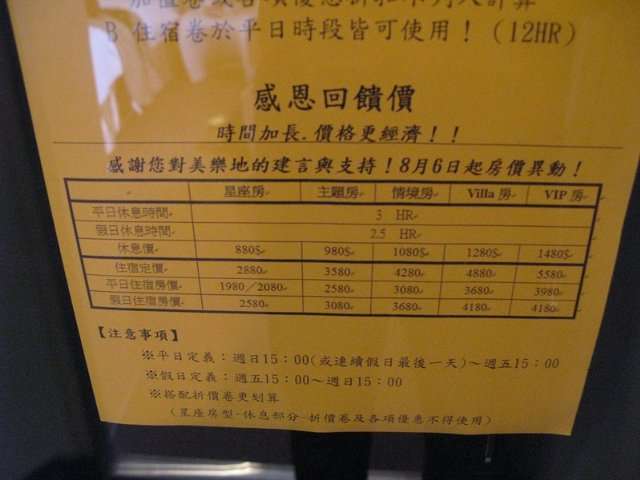 B 住宿卷於平日時段皆可使用！（12HR）
感恩回饋價
時間加長.價格更經濟！！
感謝您對美樂地的建言與支持！8月6日起房價異動！
星座房 主題房 情境房 Villa 房 VIP 房
平日休息時間 3 HR
假日休息時間 2.5 HR
休息價 880$ 980$ 1080$ 1280$ 1480$
住宿定價 2880 3580 4280 4880 5580
平日住宿房價 1980／2080 2580 3080 3680 3980
假日住宿房價 2580 3080 3680 4180 4180
【注意事項】
※平日定義：週日15：00(或連續假日最後一天)～週五15：00
※假日定義：週五15：00～週日15：00
※搭配折價卷更划算
(星座房型-休息部分-折價卷及各項優惠不得使用)